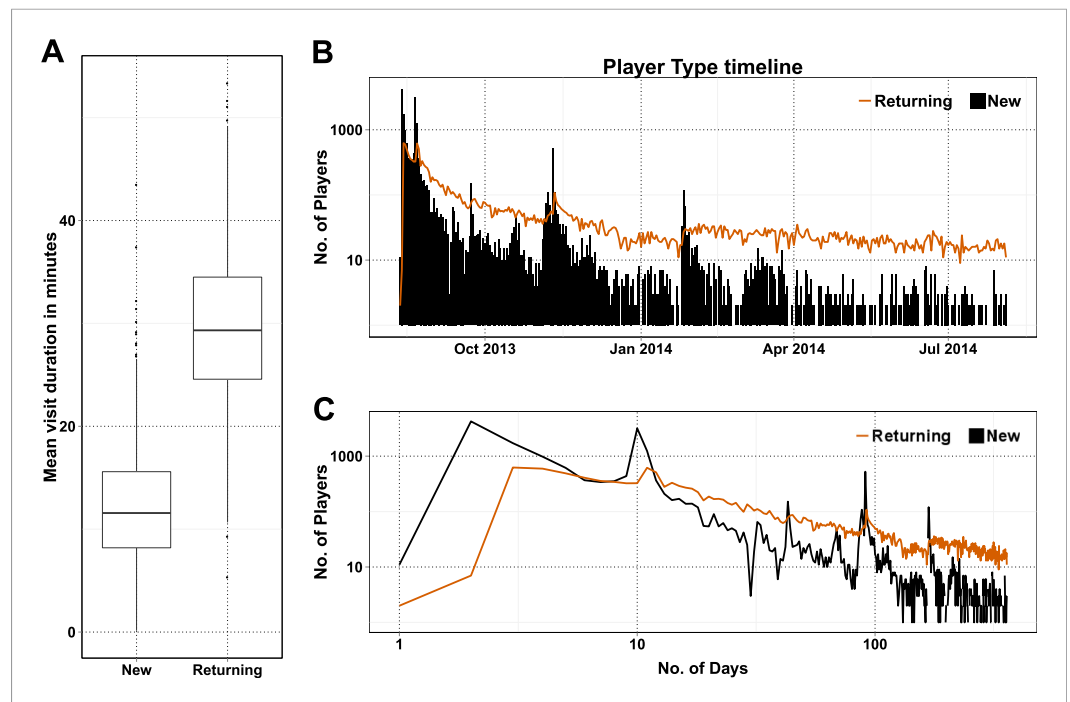 A
Mean visit duration in minutes
40
20
0
New Returning
B
Player Type timeline
Returning New
No. of Players
1000
10
Oct 2013 Jan 2014 Apr 2014 Jul 2014
C
Returning New
No. of Players
1000
10
1 10 100
No. of Days